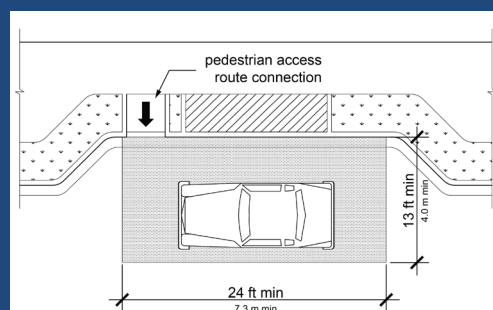 pedestrian access
route connection
13 ft min
4.0 m min
24 ft min
7.3 m min